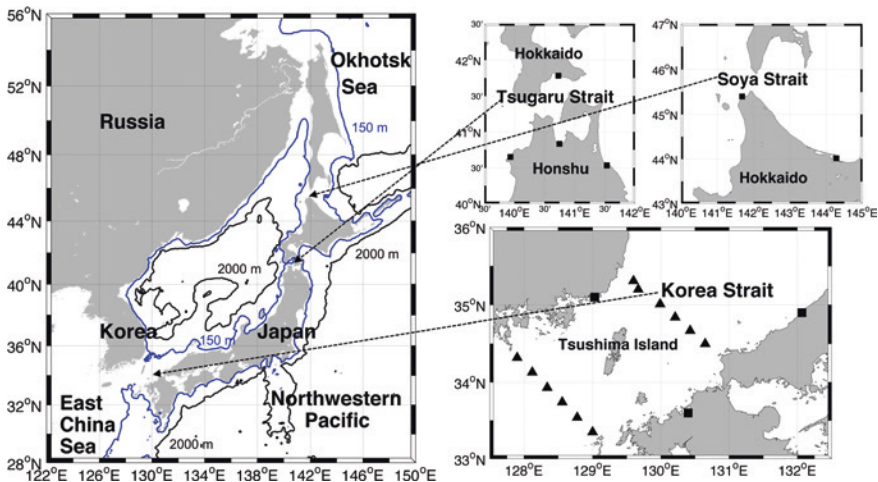 56°N
52°N
48°N
44°N
40°N
36°N
32°N
28°N
122°E
126°E
130°E
134°E
138°E
142°E
146°E
150°E
Okhotsk
Sea
Russia
150 m
2000 m
2000 m
Korea
Japan
150 m
East
China
Sea
Northwestern
Pacific
2000 m
30'
42°N
30'
41°N
30'
40°N
30'
140°E
30'
141°E
30'
142°E
Hokkaido
Tsugaru Strait
Honshu
47°N
46°N
45°N
44°N
43°N
140°E
141°E
142°E
143°E
144°E
145°E
Soya Strait
Hokkaido
36°N
35°N
34°N
33°N
128°E
129°E
130°E
131°E
132°E
Korea Strait
Tsushima Island